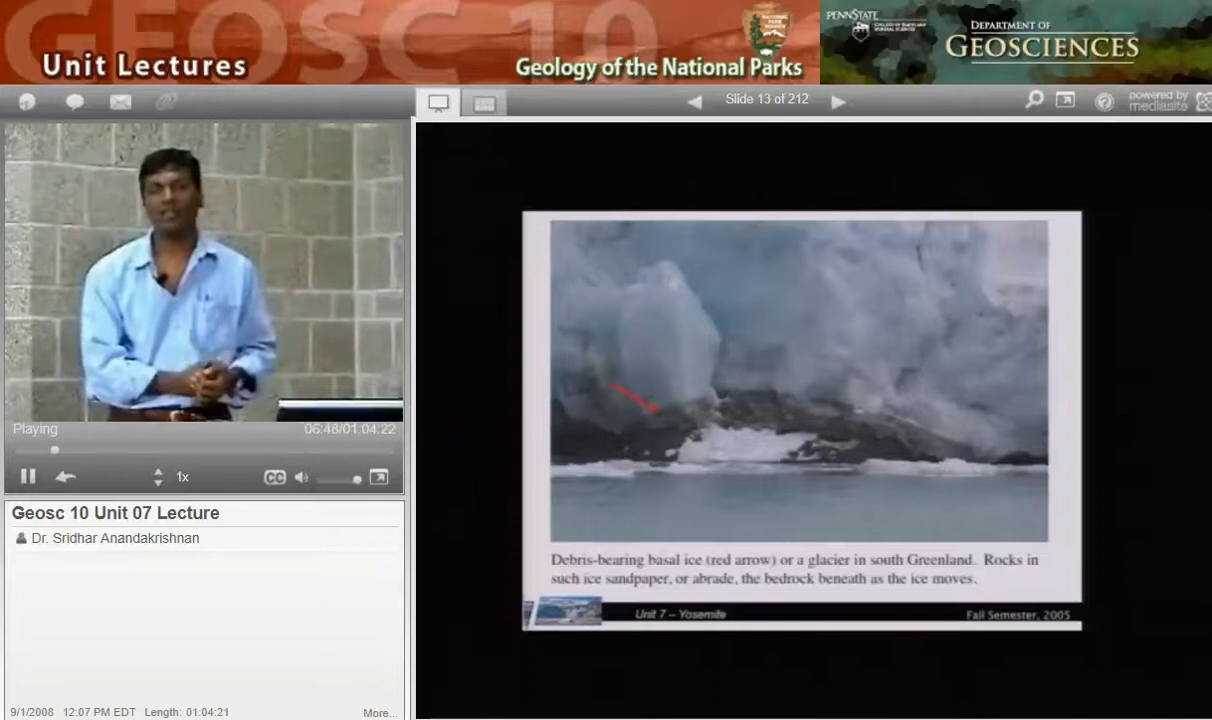 GEOSC 10
Unit Lectures
NATIONAL PARK SERVICE
Geology of the National Parks
PENNSTATE
DEPARTMENT OF
GEOSCIENCES
Slide 13 of 212
powered by
mediasite
Playing
06:48/01:04:22
1x
CC
Geosc 10 Unit 07 Lecture
Dr. Sridhar Anandakrishnan
9/1/2008 12:07 PM EDT Length: 01:04:21
More...
Debris-bearing basal ice (red arrow) or a glacier in south Greenland. Rocks in
such ice sandpaper, or abrade, the bedrock beneath as the ice moves.
Unit 7 – Yosemite
Fall Semester, 2005